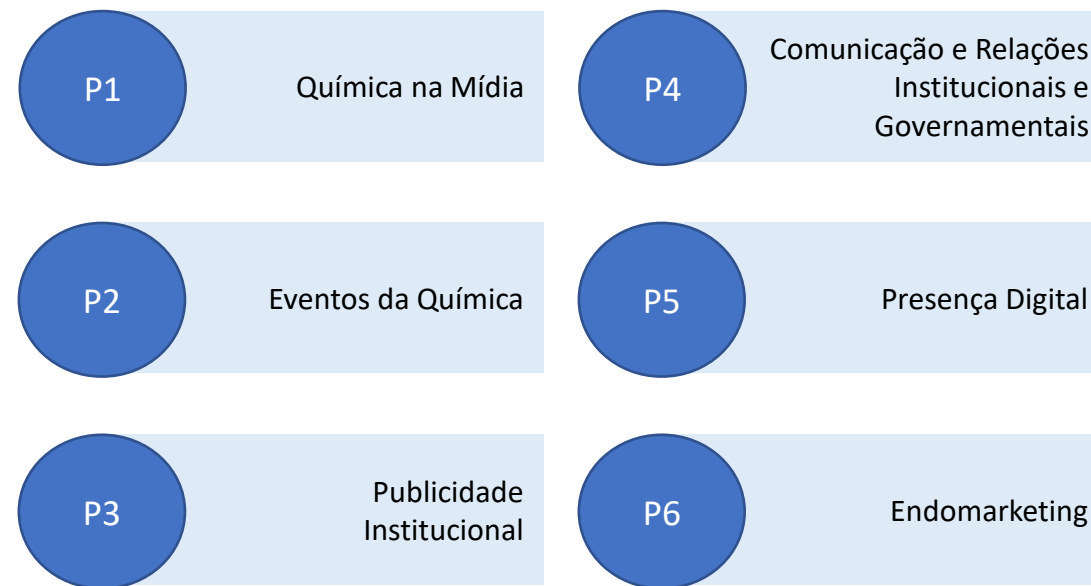 P1
Química na Mídia
P2
Eventos da Química
P3
Publicidade
Institucional
P4
Comunicação e Relações
Institucionais e
Governamentais
P5
Presença Digital
P6
Endomarketing